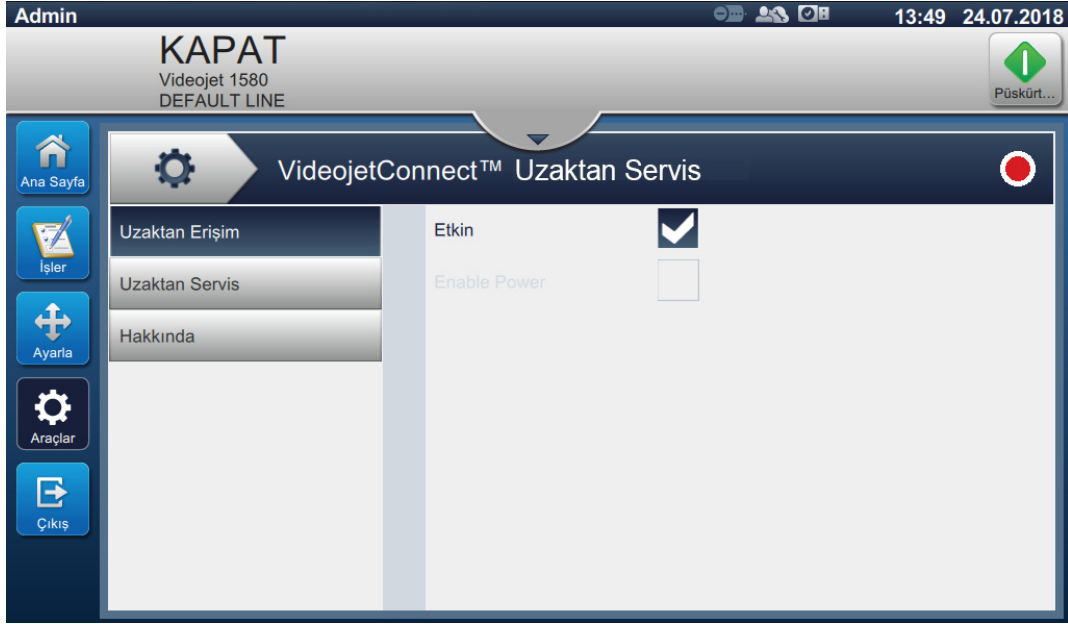 Admin 13:49 24.07.2018
KAPAT
Videojet 1580
DEFAULT LINE
Püskürt...
VideojetConnect™ Uzaktan Servis
Ana Sayfa
İşler
Ayarla
Araçlar
Çıkış
Uzaktan Erişim
Uzaktan Servis
Hakkında
Etkin
Enable Power